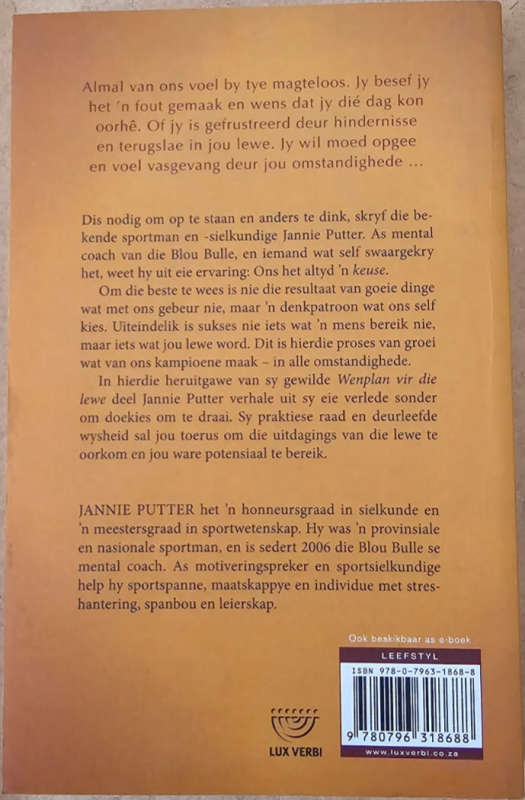 Almal van ons voel by tye magteloos. Jy besef jy
het 'n fout gemaak en wens dat jy dié dag kon
oorhê. Of jy is gefrustreerd deur hindernisse
en terugslae in jou lewe. Jy wil moed opgee
en voel vasgevang deur jou omstandighede ...
Dis nodig om op te staan en anders te dink, skryf die be-
kende sportman en -sielkundige Jannie Putter. As mental
coach van die Blou Bulle, en iemand wat self swaargekry
het, weet hy uit eie ervaring: Ons het altyd 'n keuse.
Om die beste te wees is nie die resultaat van goeie dinge
wat met ons gebeur nie, maar 'n denkpatroon wat ons self
kies. Uiteindelik is sukses nie iets wat 'n mens bereik nie,
maar iets wat jou lewe word. Dit is hierdie proses van groei
wat van ons kampioene maak – in alle omstandighede.
In hierdie heruitgawe van sy gewilde Wenplan vir die
lewe deel Jannie Putter verhale uit sy eie verlede sonder
om doekies om te draai. Sy praktiese raad en deurleefde
wysheid sal jou toerus om die uitdagings van die lewe te
oorkom en jou ware potensiaal te bereik.
JANNIE PUTTER het 'n honneursgraad in sielkunde en
'n meestersgraad in sportwetenskap. Hy was 'n provinsiale
en nasionale sportman, en is sedert 2006 die Blou Bulle se
mental coach. As motiveringspreker en sportsielkundige
help hy sportspanne, maatskappye en individue met stres-
hantering, spanbou en leierskap.
Ook beskikbaar as e-boek
LEEFSTYL
ISBN 978-0-7963-1868-8
9 780796 318688
www.luxverbi.co.za
LUX VERBI